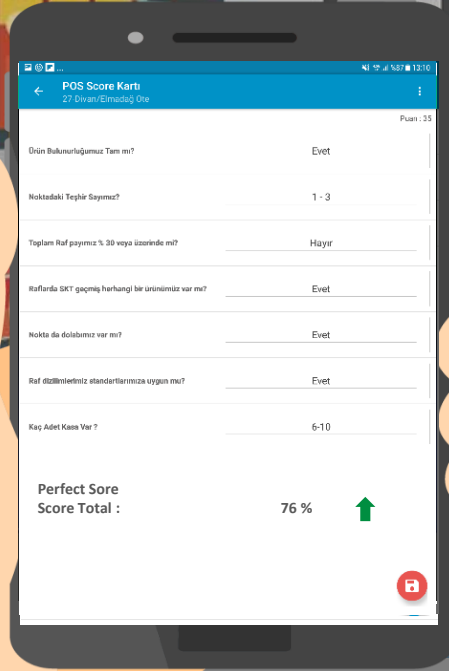 ... %87 13:10
POS Score Kartı
27 Divan/Elmadağ Ote
Puan : 35
Ürün Bulunurluğumuz Tam mı? Evet
Noktadaki Teşhir Sayımız? 1 - 3
Toplam Raf payımız % 30 veya üzerinde mi? Hayır
Raflarda SKT geçmiş herhangi bir ürünümüz var mı? Evet
Nokta da dolabımız var mı? Evet
Raf dizilimlerimiz standartlarımıza uygun mu? Evet
Kaç Adet Kasa Var ? 6-10
Perfect Sore
Score Total : 76 %